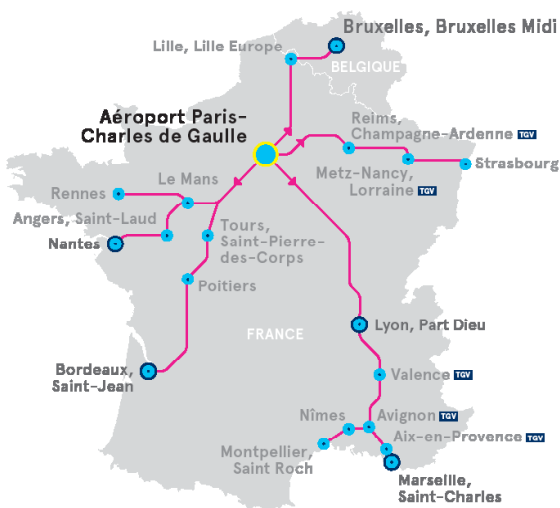 Bruxelles, Bruxelles Midi
Lille, Lille Europe
BELGIQUE
Aéroport Paris-
Charles de Gaulle
Reims,
Champagne-Ardenne TGV
Strasbourg
Metz-Nancy,
Lorraine TGV
Rennes
Le Mans
Angers, Saint-Laud
Nantes
Tours,
Saint-Pierre-
des-Corps
Poitiers
FRANCE
Lyon, Part Dieu
Bordeaux,
Saint-Jean
Valence TGV
Nîmes
Avignon TGV
Aix-en-Provence TGV
Montpellier,
Saint Roch
Marseille,
Saint-Charles